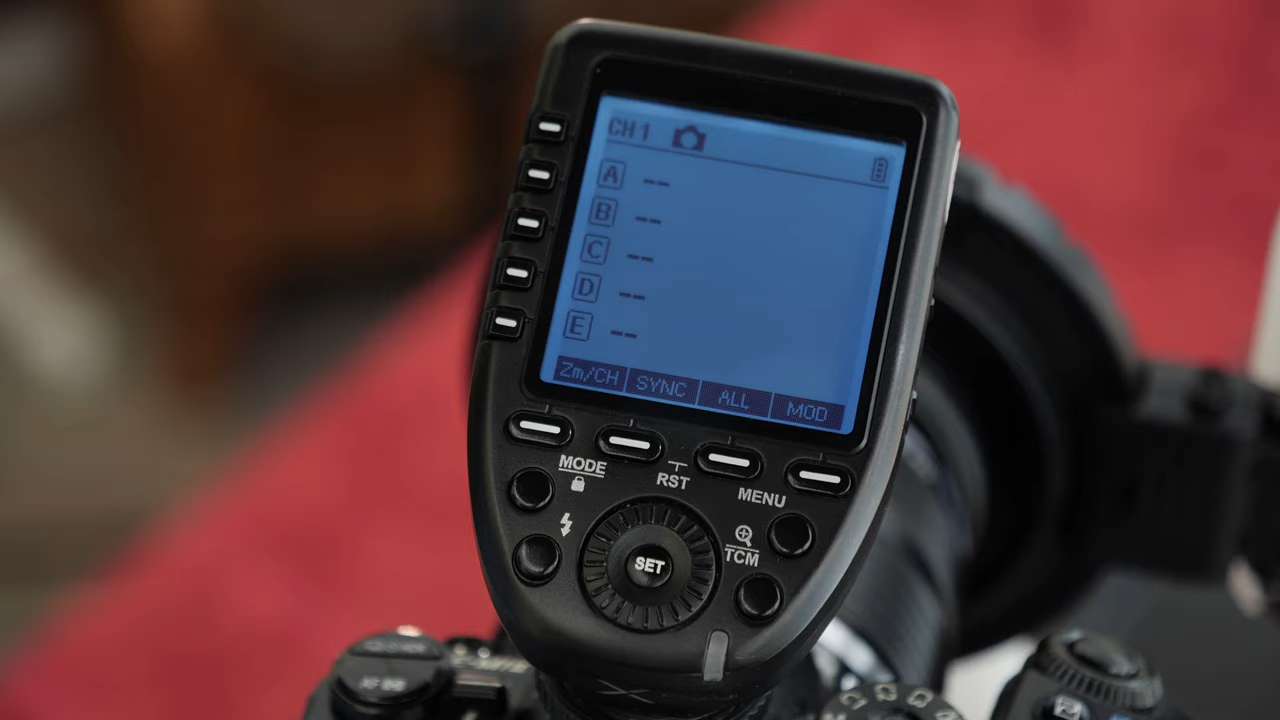 CH 1
A --
B --
C --
D --
E --
Zm/CH SYNC ALL MOD
MODE
RST
MENU
TCM
SET